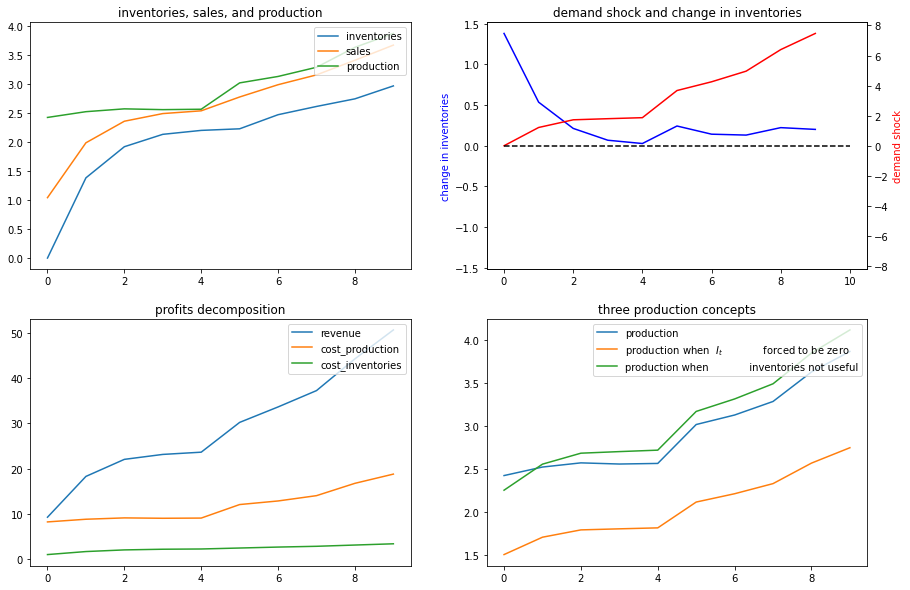 inventories, sales, and production
4.0
3.5
3.0
2.5
2.0
1.5
1.0
0.5
0.0
0 2 4 6 8
inventories
sales
production
demand shock and change in inventories
1.5
1.0
0.5
0.0
−0.5
−1.0
−1.5
change in inventories
0 2 4 6 8 10
8
6
4
2
0
−2
−4
−6
−8
demand shock
profits decomposition
50
40
30
20
10
0
0 2 4 6 8
revenue
cost_production
cost_inventories
three production concepts
4.0
3.5
3.0
2.5
2.0
1.5
0 2 4 6 8
production
production when I_t forced to be zero
production when inventories not useful